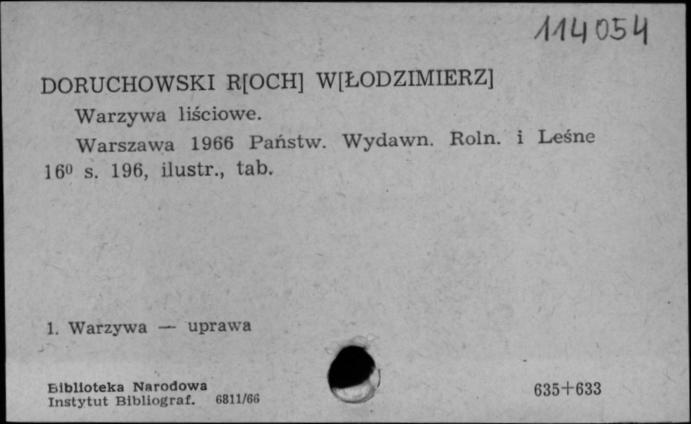 114054
DORUCHOWSKI R[OCH] W[ŁODZIMIERZ]
Warzywa liściowe.
Warszawa 1966 Państw. Wydawn. Roln. i Leśne
16⁰ s. 196, ilustr., tab.
1. Warzywa — uprawa
Biblioteka Narodowa
Instytut Bibliograf. 6811/66
635+633